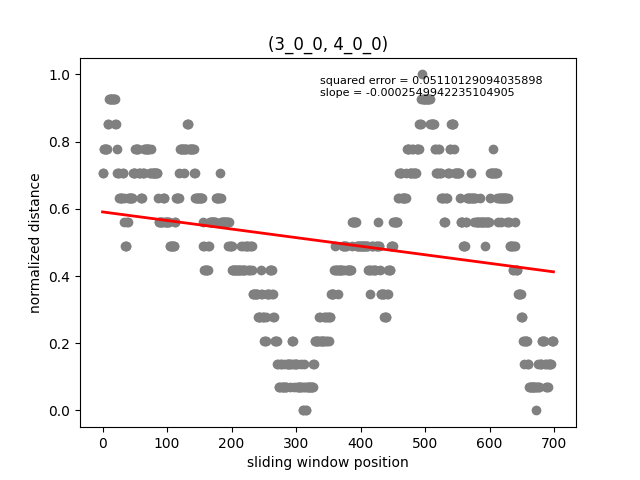 (3_0_0, 4_0_0)
squared error = 0.05110129094035898
slope = -0.0002549942235104905
normalized distance
1.0
0.8
0.6
0.4
0.2
0.0
0 100 200 300 400 500 600 700
sliding window position